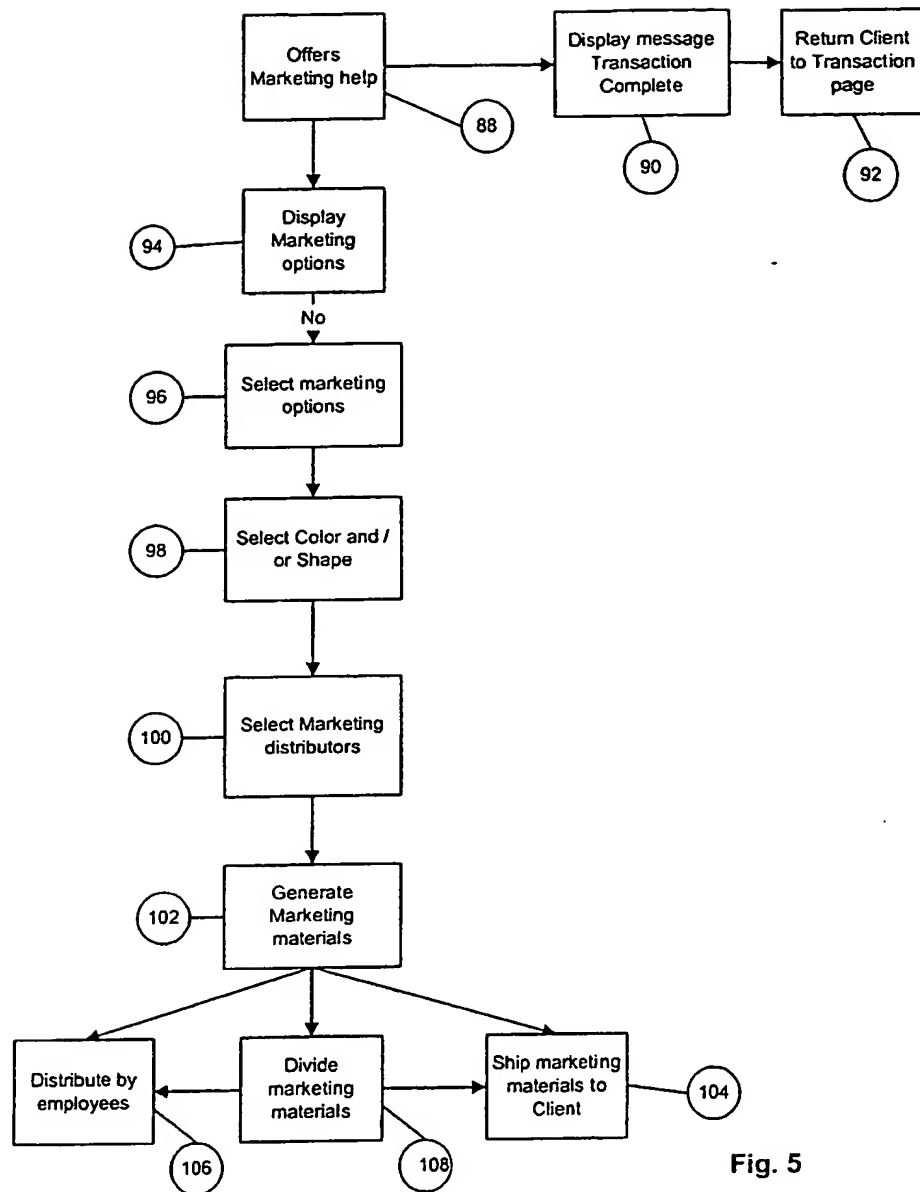 Offers
Marketing help
Display message
Transaction
Complete
Return Client
to Transaction
page
88
90
92
94
Display
Marketing
options
No
96
Select marketing
options
98
Select Color and /
or Shape
100
Select Marketing
distributors
102
Generate
Marketing
materials
Distribute by
employees
Divide
marketing
materials
Ship marketing
materials to
Client
104
106
108
Fig. 5